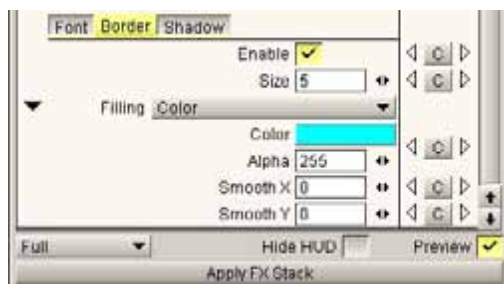 Font Border Shadow
Enable C
Size 5 C
Filling Color
Color
Alpha 255 C
Smooth X 0 C
Smooth Y 0 C
Full Hide HUD Preview
Apply FX Stack